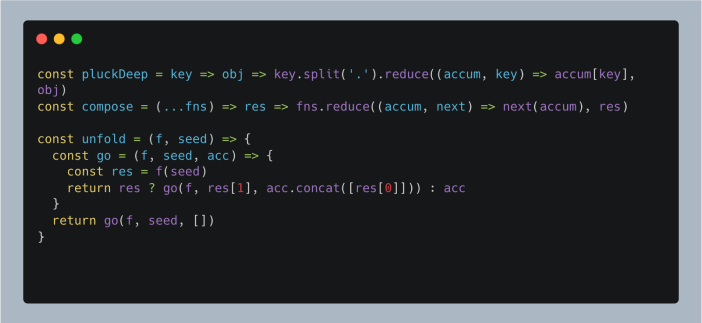 const pluckDeep = key => obj => key.split('.').reduce((accum, key) => accum[key],
obj)
const compose = (...fns) => res => fns.reduce((accum, next) => next(accum), res)

const unfold = (f, seed) => {
  const go = (f, seed, acc) => {
    const res = f(seed)
    return res ? go(f, res[1], acc.concat([res[0]])) : acc
  }
  return go(f, seed, [])
}